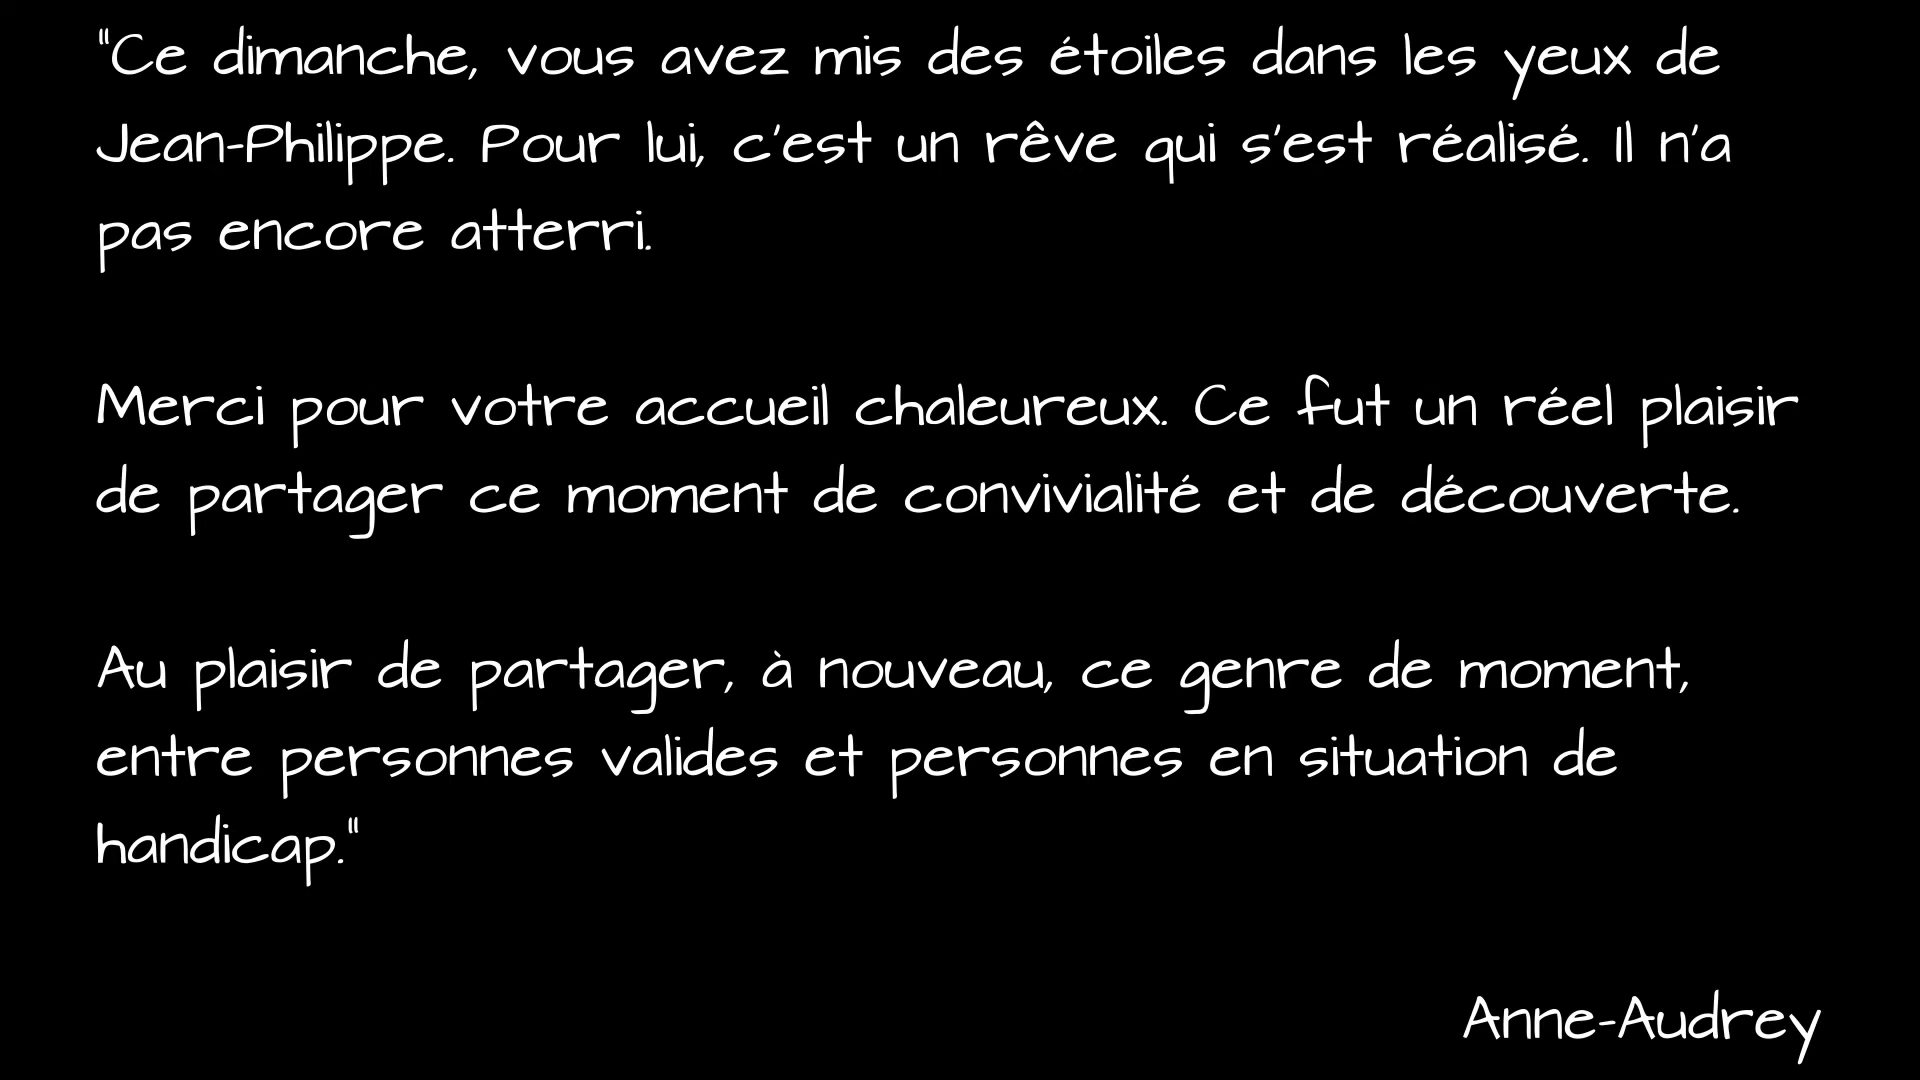 "Ce dimanche, vous avez mis des étoiles dans les yeux de
Jean-Philippe. Pour lui, c'est un rêve qui s'est réalisé. Il n'a
pas encore atterri.
Merci pour votre accueil chaleureux. Ce fut un réel plaisir
de partager ce moment de convivialité et de découverte.
Au plaisir de partager, à nouveau, ce genre de moment,
entre personnes valides et personnes en situation de
handicap."
Anne-Audrey